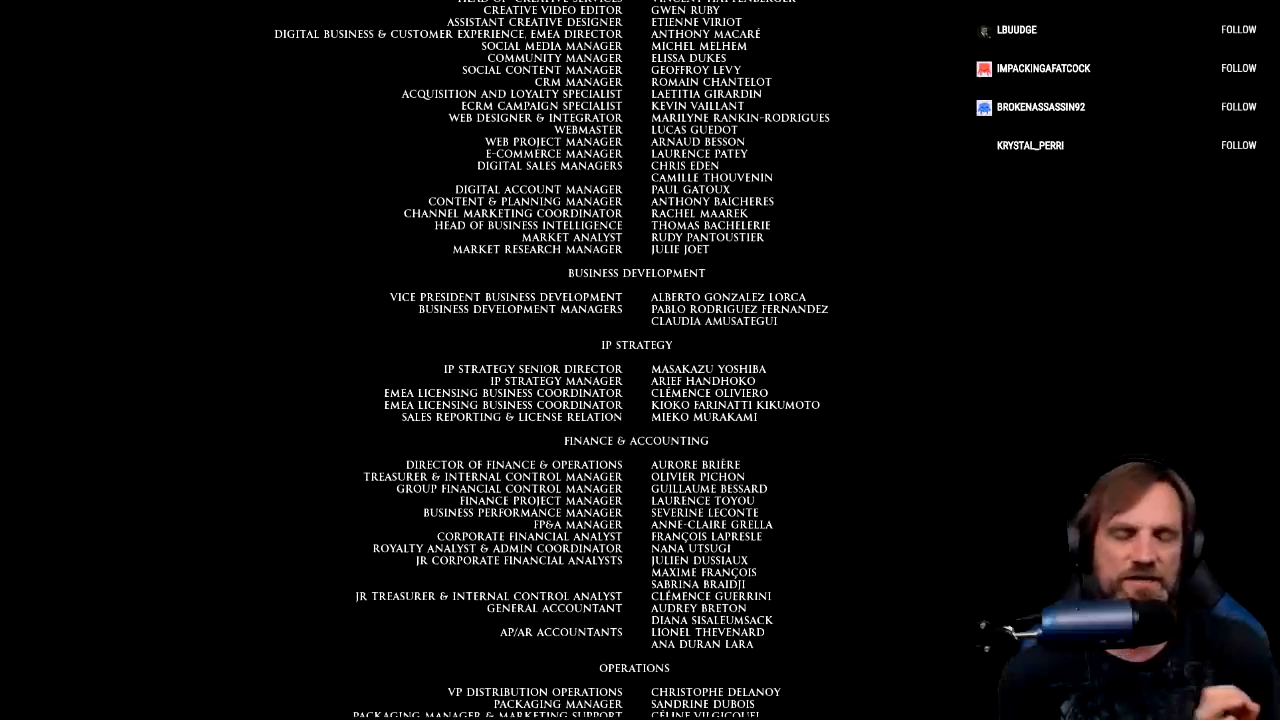 HEAD OF CREATIVE SERVICES VINCENT HATTENBERGER
CREATIVE VIDEO EDITOR GWEN RUBY
ASSISTANT CREATIVE DESIGNER ETIENNE VIRIOT
DIGITAL BUSINESS & CUSTOMER EXPERIENCE, EMEA DIRECTOR ANTHONY MACARÉ
SOCIAL MEDIA MANAGER MICHEL MELHEM
COMMUNITY MANAGER ELISSA DUKES
SOCIAL CONTENT MANAGER GEOFFROY LEVY
CRM MANAGER ROMAIN CHANTELOT
ACQUISITION AND LOYALTY SPECIALIST LAETITIA GIRARDIN
ECRM CAMPAIGN SPECIALIST KEVIN VAILLANT
WEB DESIGNER & INTEGRATOR MARILYNE RANKIN-RODRIGUES
WEBMASTER LUCAS GUEDOT
WEB PROJECT MANAGER ARNAUD BESSON
E-COMMERCE MANAGER LAURENCE PATEY
DIGITAL SALES MANAGERS CHRIS EDEN
CAMILLE THOUVENIN
DIGITAL ACCOUNT MANAGER PAUL GATOUX
CONTENT & PLANNING MANAGER ANTHONY BAICHERES
CHANNEL MARKETING COORDINATOR RACHEL MAAREK
HEAD OF BUSINESS INTELLIGENCE THOMAS BACHELERIE
MARKET ANALYST RUDY PANTOUSTIER
MARKET RESEARCH MANAGER JULIE JOET
BUSINESS DEVELOPMENT
VICE PRESIDENT BUSINESS DEVELOPMENT ALBERTO GONZALEZ LORCA
BUSINESS DEVELOPMENT MANAGERS PABLO RODRIGUEZ FERNANDEZ
CLAUDIA AMUSATEGUI
IP STRATEGY
IP STRATEGY SENIOR DIRECTOR MASAKAZU YOSHIBA
IP STRATEGY MANAGER ARIEF HANDHOKO
EMEA LICENSING BUSINESS COORDINATOR CLÉMENCE OLIVIERO
EMEA LICENSING BUSINESS COORDINATOR KIOKO FARINATTI KIKUMOTO
SALES REPORTING & LICENSE RELATION MIEKO MURAKAMI
FINANCE & ACCOUNTING
DIRECTOR OF FINANCE & OPERATIONS AURORE BRIÈRE
TREASURER & INTERNAL CONTROL MANAGER OLIVIER PICHON
GROUP FINANCIAL CONTROL MANAGER GUILLAUME BESSARD
FINANCE PROJECT MANAGER LAURENCE TOYOU
BUSINESS PERFORMANCE MANAGER SEVERINE LECONTE
FP&A MANAGER ANNE-CLAIRE GRELLA
CORPORATE FINANCIAL ANALYST FRANÇOIS LAPRESLE
ROYALTY ANALYST & ADMIN COORDINATOR NANA UTSUGI
JR CORPORATE FINANCIAL ANALYSTS JULIEN DUSSIAUX
MAXIME FRANÇOIS
SABRINA BRAIDJI
JR TREASURER & INTERNAL CONTROL ANALYST CLÉMENCE GUERRINI
GENERAL ACCOUNTANT AUDREY BRETON
DIANA SISALEUMSACK
AP/AR ACCOUNTANTS LIONEL THEVENARD
ANA DURAN LARA
OPERATIONS
VP DISTRIBUTION OPERATIONS CHRISTOPHE DELANOY
PACKAGING MANAGER SANDRINE DUBOIS
PACKAGING MANAGER & MARKETING SUPPORT CÉLINE VILGICQUEL
LBUUDGE FOLLOW
IMPACKINGAFATCOCK FOLLOW
BROKENASSASSIN92 FOLLOW
KRYSTAL_PERRI FOLLOW